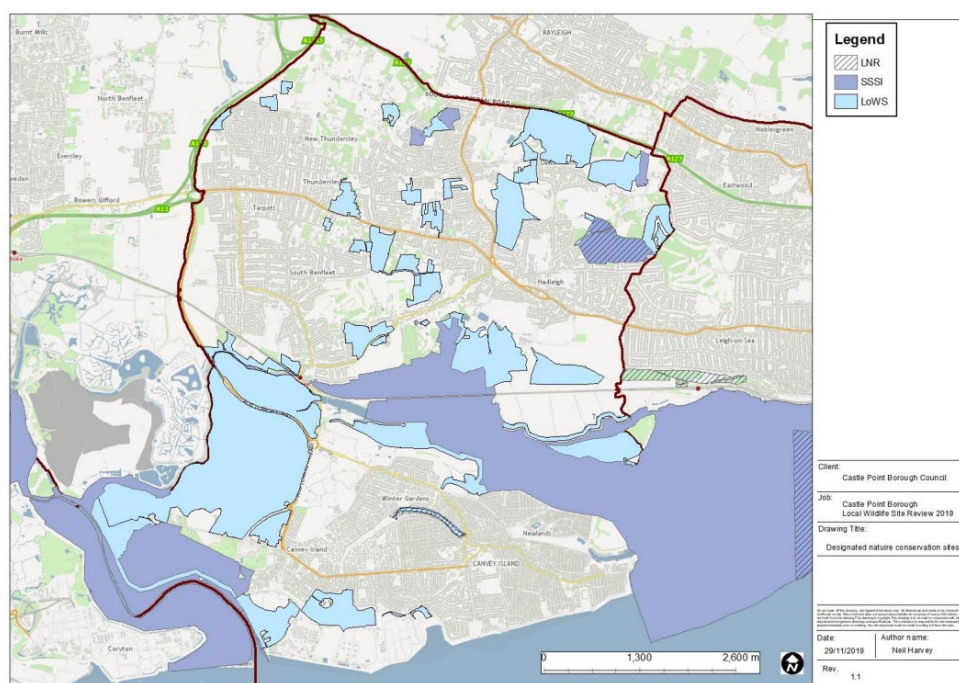 Burnt Mills
RAYLEIGH
North Benfleet
New Thundersley
Noblesgreen
Eversley
Eastwood
A127
Thundersley
Bowers Gifford
A13
Tarpots
South Benfleet
Hadleigh
Leigh-on-Sea
Winter Gardens
Newlands
Canvey Island
CANVEY ISLAND
Coryton
0 1,300 2,600 m
N
Legend
LNR
SSSI
LoWS
Client:
Castle Point Borough Council
Job:
Castle Point Borough
Local Wildlife Site Review 2019
Drawing Title:
Designated natuire conservation sites
Date:
29/11/2019
Author name:
Neil Harvey
Rev.
1.1